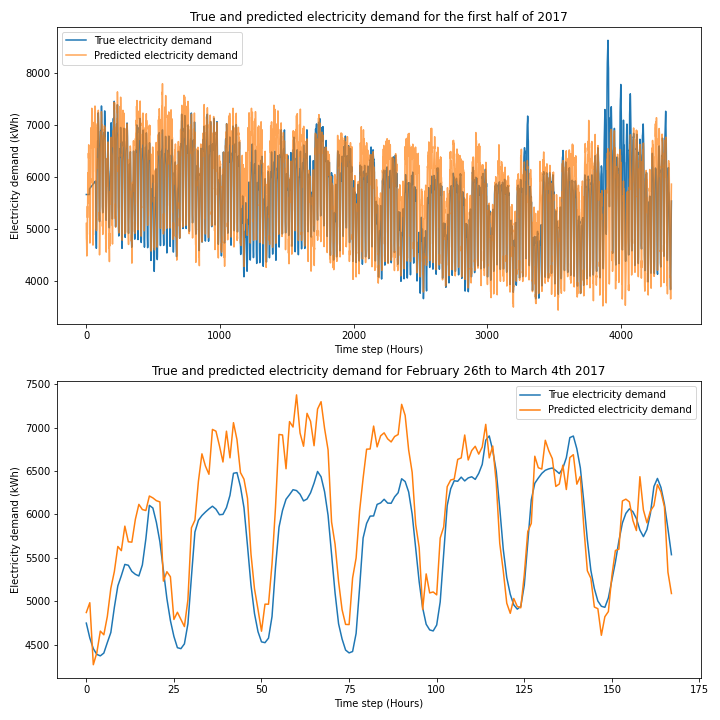 True and predicted electricity demand for the first half of 2017
True electricity demand
Predicted electricity demand
8000
7000
6000
5000
4000
Electricity demand (kWh)
0 1000 2000 3000 4000
Time step (Hours)
True and predicted electricity demand for February 26th to March 4th 2017
True electricity demand
Predicted electricity demand
7500
7000
6500
6000
5500
5000
4500
Electricity demand (kWh)
0 25 50 75 100 125 150 175
Time step (Hours)